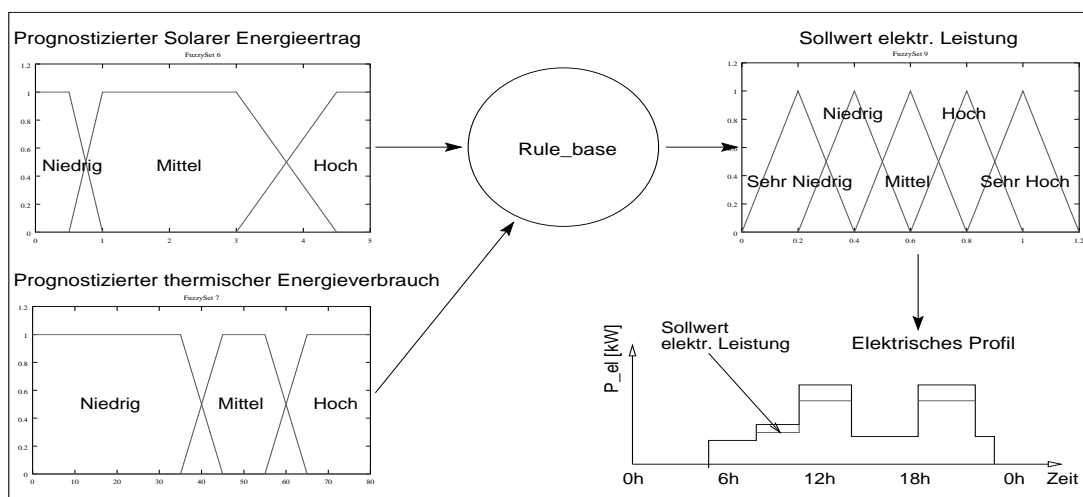 Prognostizierter Solarer Energieertrag
FuzzySet 6
1.2
1
0.8
0.6
0.4
0.2
0
Niedrig
Mittel
Hoch
0 1 2 3 4 5
Rule_base
Sollwert elektr. Leistung
FuzzySet 9
1.2
1
0.8
0.6
0.4
0.2
0
Niedrig
Hoch
Sehr Niedrig
Mittel
Sehr Hoch
0 0.2 0.4 0.6 0.8 1 1.2
Prognostizierter thermischer Energieverbrauch
FuzzySet 7
1.2
1
0.8
0.6
0.4
0.2
0
Niedrig
Mittel
Hoch
0 10 20 30 40 50 60 70 80
P_el [kW]
Sollwert
elektr. Leistung
Elektrisches Profil
0h 6h 12h 18h 0h Zeit